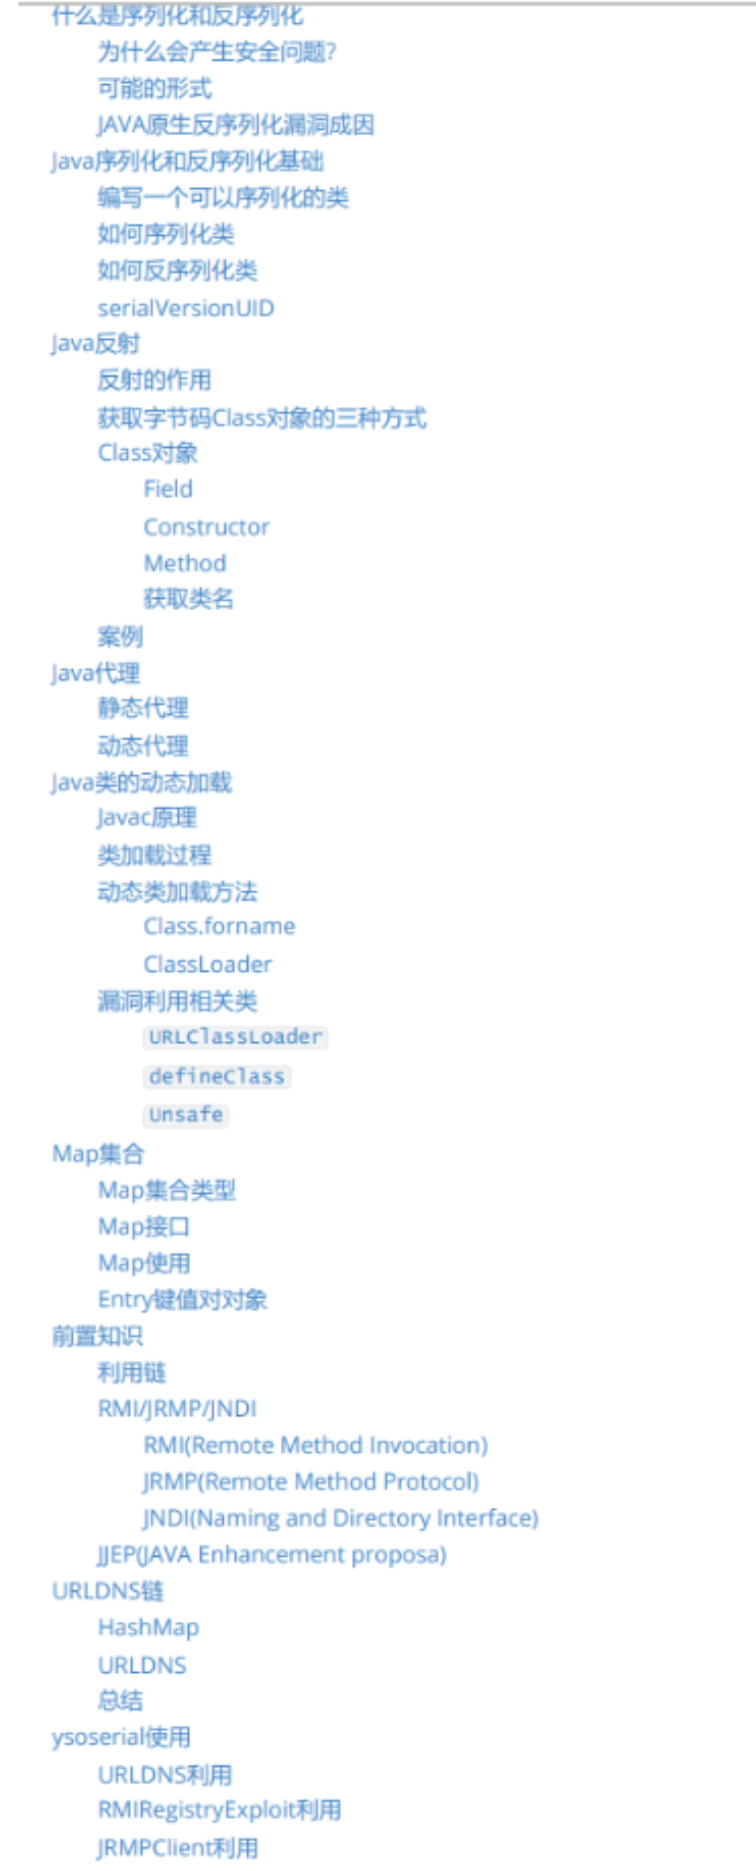 什么是序列化和反序列化
为什么会产生安全问题?
可能的形式
JAVA原生反序列化漏洞成因
Java序列化和反序列化基础
编写一个可以序列化的类
如何序列化类
如何反序列化类
serialVersionUID
Java反射
反射的作用
获取字节码Class对象的三种方式
Class对象
Field
Constructor
Method
获取类名
案例
Java代理
静态代理
动态代理
Java类的动态加载
Javac原理
类加载过程
动态类加载方法
Class.forname
ClassLoader
漏洞利用相关类
URLClassLoader
defineClass
Unsafe
Map集合
Map集合类型
Map接口
Map使用
Entry键值对对象
前置知识
利用链
RMI/JRMP/JNDI
RMI(Remote Method Invocation)
JRMP(Remote Method Protocol)
JNDI(Naming and Directory Interface)
JJEP(JAVA Enhancement proposa)
URLDNS链
HashMap
URLDNS
总结
ysoserial使用
URLDNS利用
RMIRegistryExploit利用
JRMPClient利用